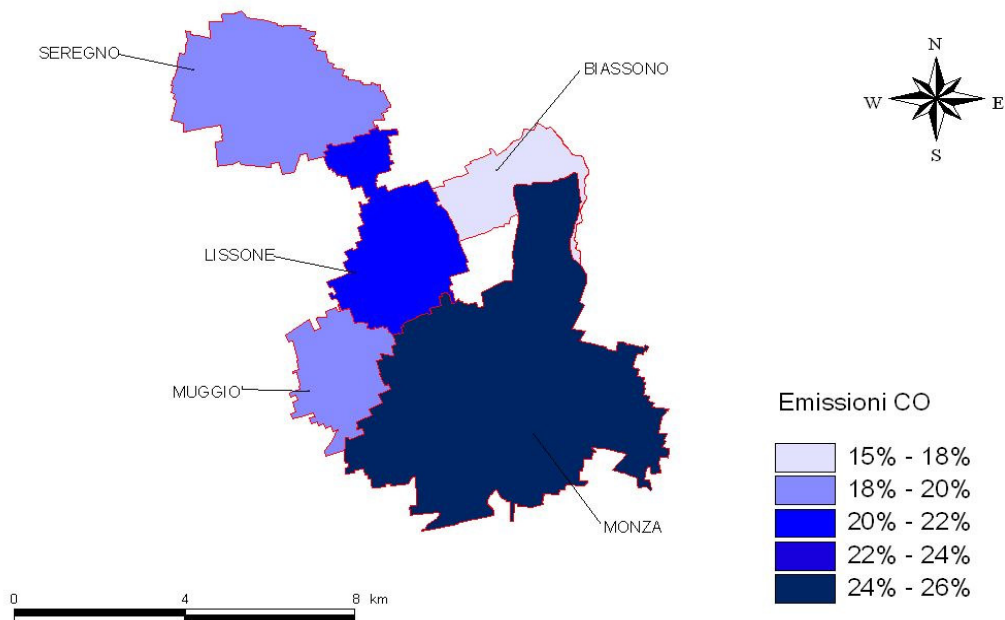 SEREGNO
BIASSONO
N
W E
S
LISSONE
MUGGIO'
MONZA
Emissioni CO
15% - 18%
18% - 20%
20% - 22%
22% - 24%
24% - 26%
0 4 8 km